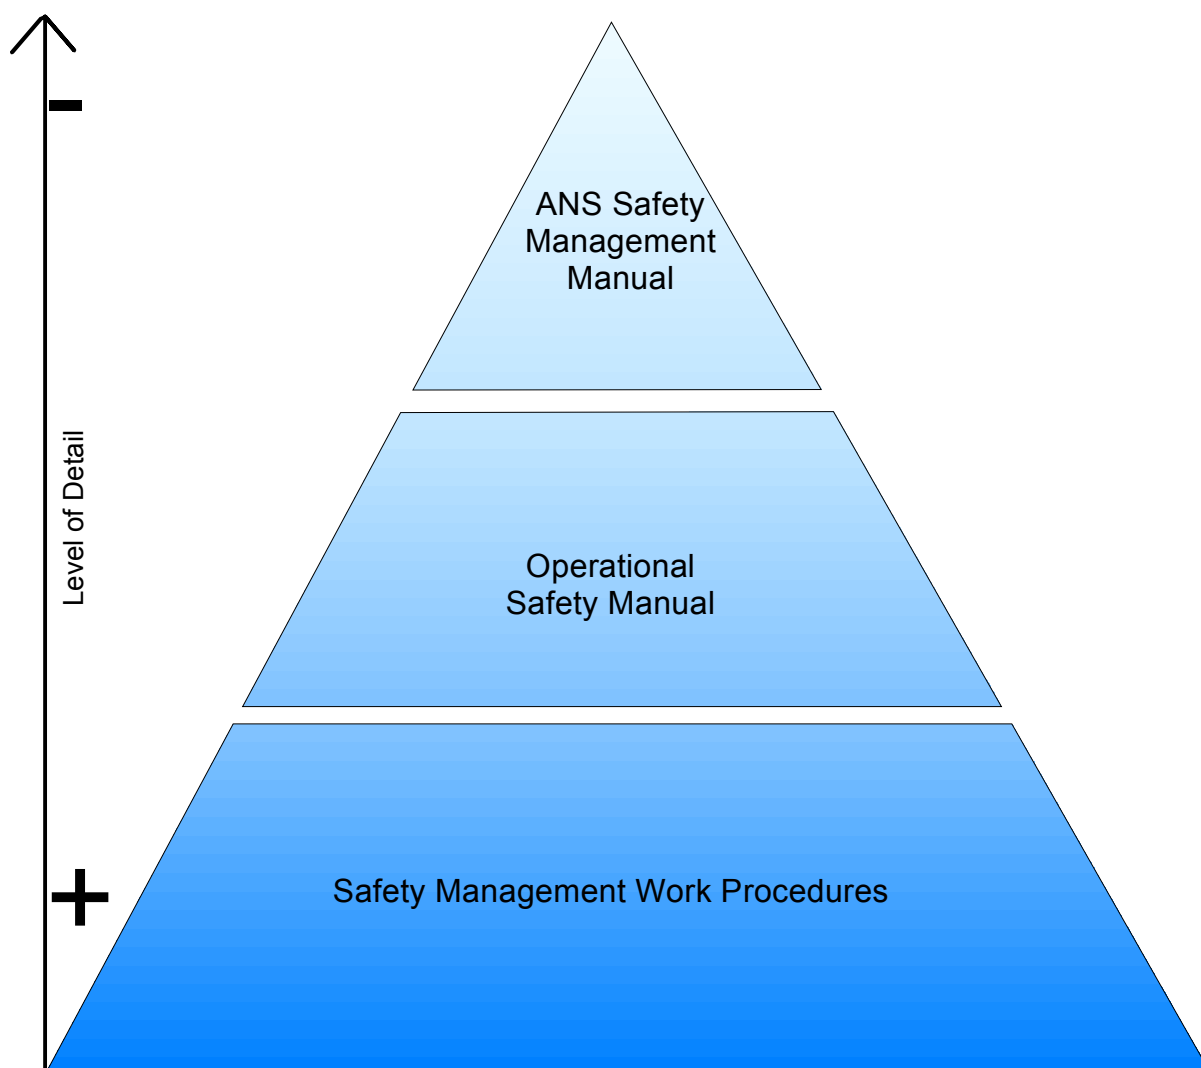 -
ANS Safety
Management
Manual
Level of Detail
Operational
Safety Manual
+
Safety Management Work Procedures